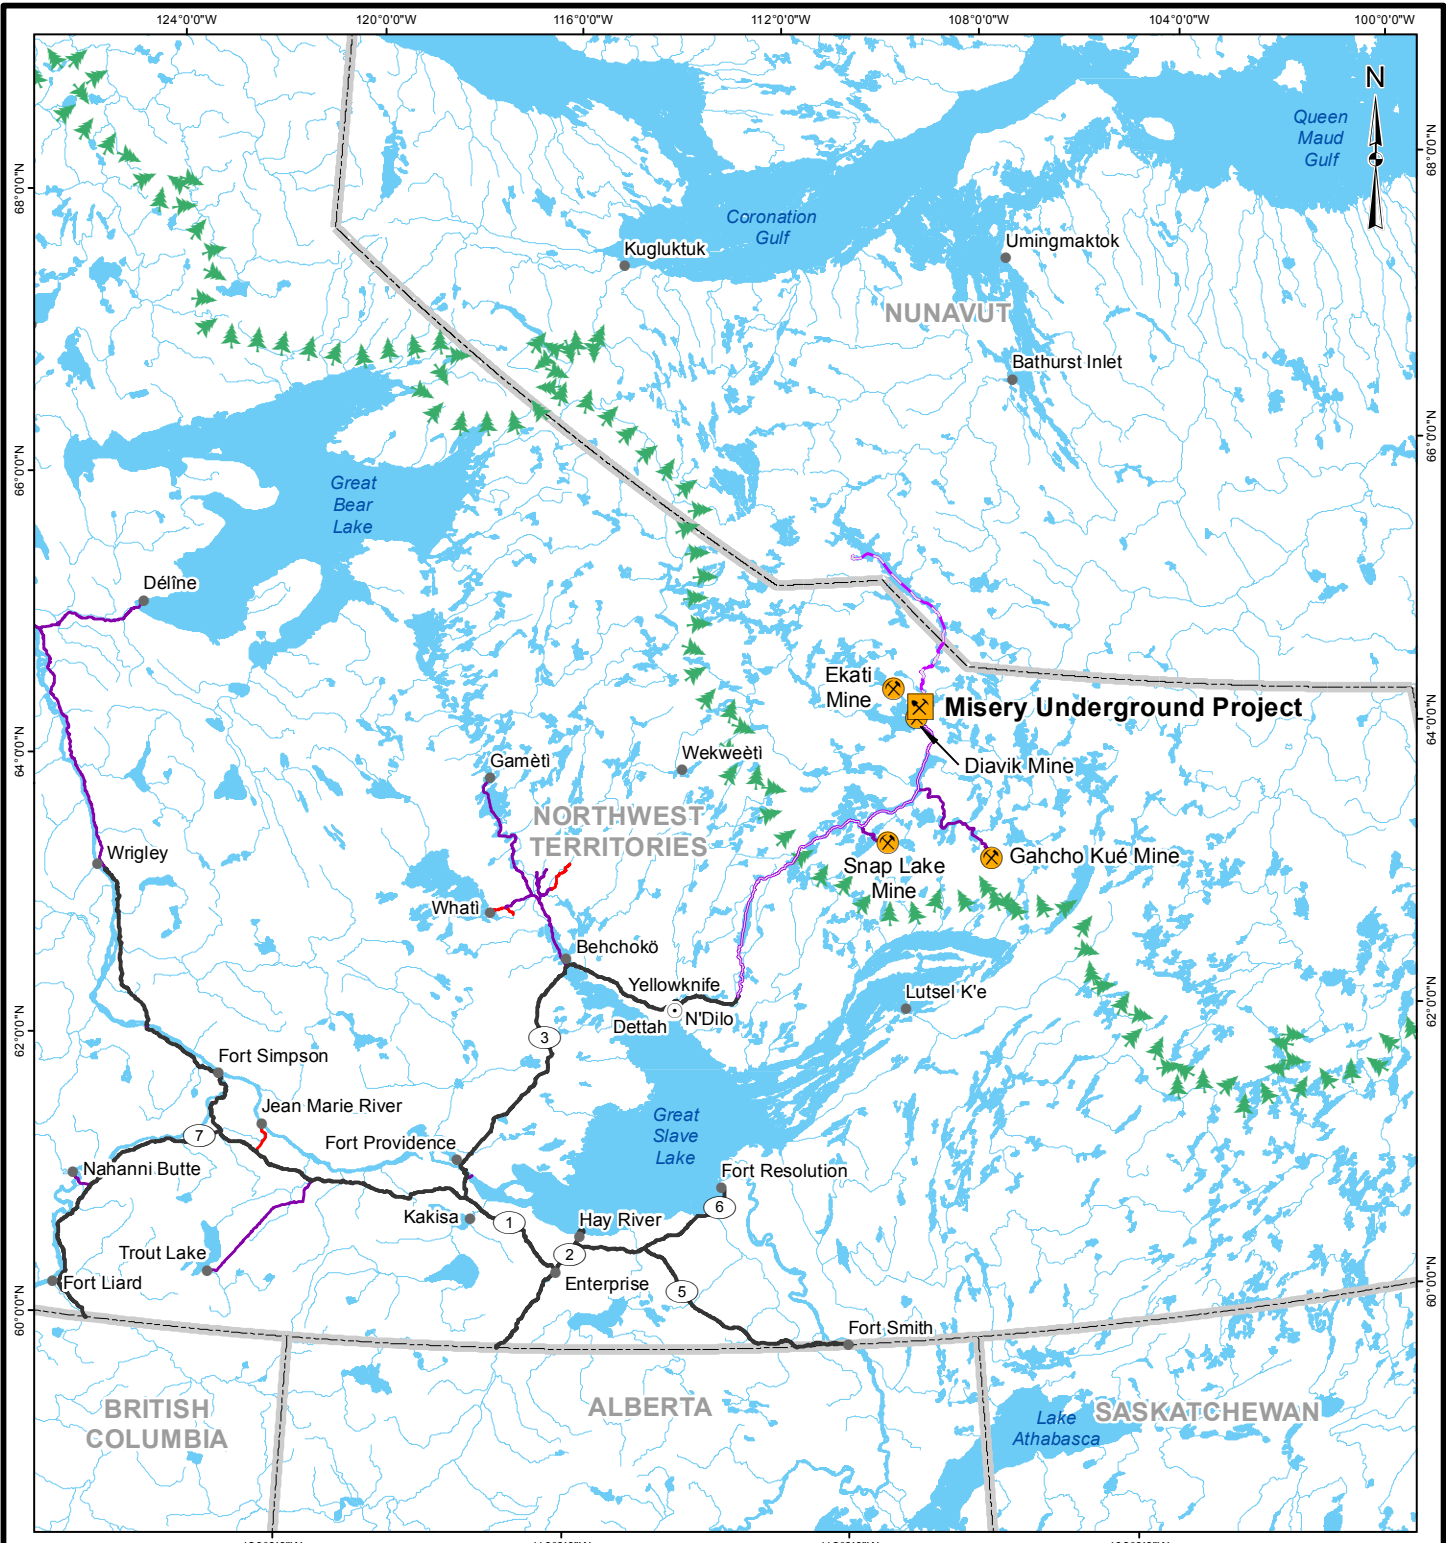 124°0'0"W
120°0'0"W
116°0'0"W
112°0'0"W
108°0'0"W
104°0'0"W
100°0'0"W
N
Queen
Maud
Gulf
68°0'0"N
68°0'0"N
Coronation
Gulf
Kugluktuk
Umingmaktok
NUNAVUT
Bathurst Inlet
66°0'0"N
66°0'0"N
Great
Bear
Lake
Délîne
Ekati
Mine
Misery Underground Project
64°0'0"N
64°0'0"N
Diavik Mine
Wekweètì
Gamètì
NORTHWEST
TERRITORIES
Wrigley
Snap Lake
Mine
Gahcho Kué Mine
Whatì
Behchokö
Yellowknife
N'Dilo
Dettah
Lutsel K'e
62°0'0"N
62°0'0"N
3
Fort Simpson
Jean Marie River
7
Fort Providence
Great
Slave
Lake
Nahanni Butte
Fort Resolution
6
Kakisa
1
Hay River
2
Trout Lake
Fort Liard
Enterprise
5
60°0'0"N
60°0'0"N
Fort Smith
BRITISH
COLUMBIA
ALBERTA
SASKATCHEWAN
Lake
Athabasca